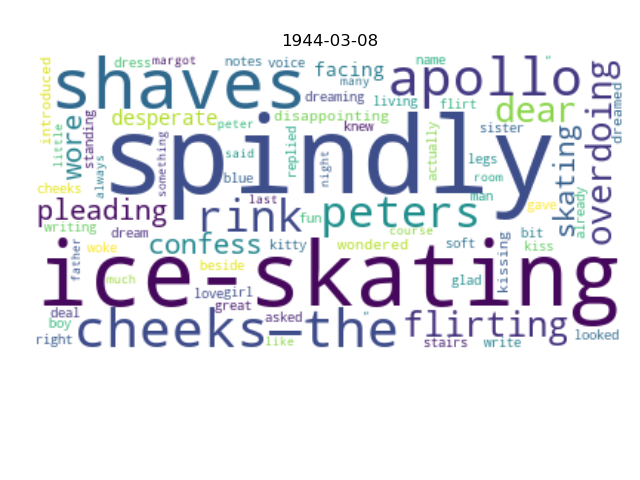 1944-03-08
introduced dress margot notes voice facing many name "
shaves apollo dreamed
dreaming living flirt dear overdoing
little wore standing desperate peter disappointing knew sister skating
spindly
always something said replied night actually legs
cheeks blue last room man gave already
pleading rink fun peters
writing dream course
father woke confess kitty wondered soft kissing bit kiss
much beside glad
ice-skating
love girl great
deal boy asked "
cheeks—the flirting looked
right like stairs write